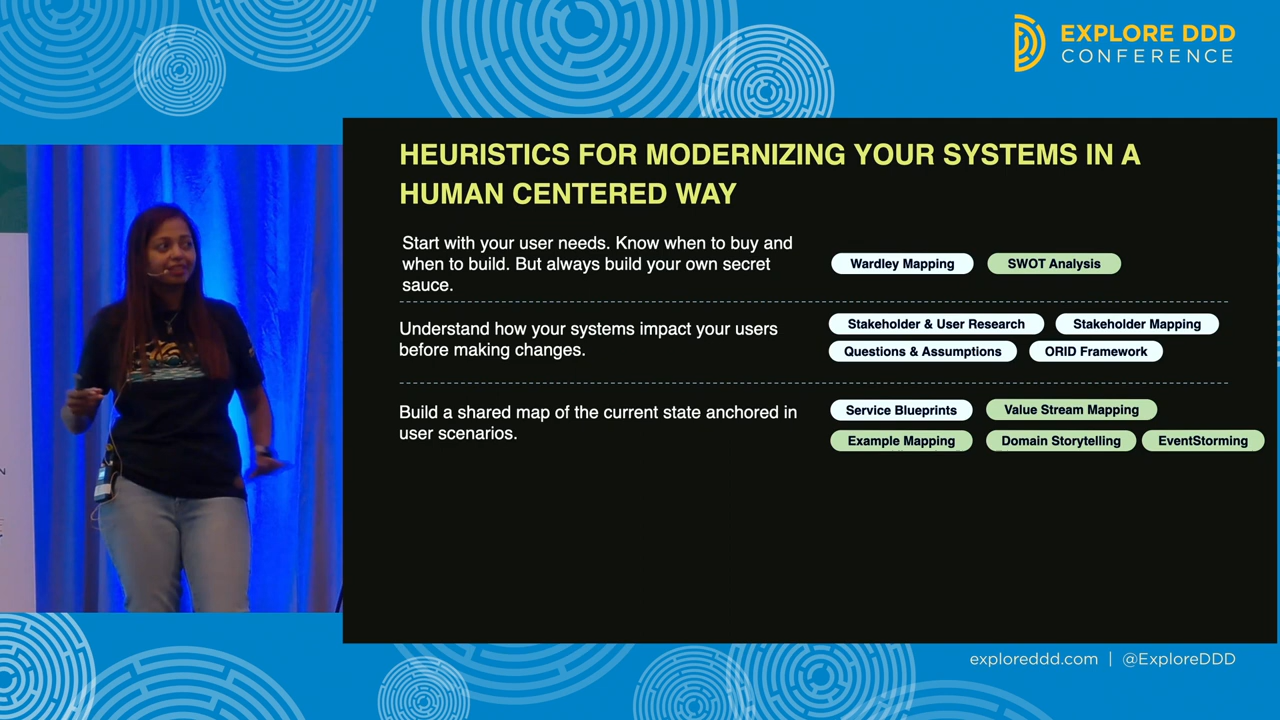 EXPLORE DDD
CONFERENCE
HEURISTICS FOR MODERNIZING YOUR SYSTEMS IN A
HUMAN CENTERED WAY
Start with your user needs. Know when to buy and
when to build. But always build your own secret
sauce.
Wardley Mapping
SWOT Analysis
Understand how your systems impact your users
before making changes.
Stakeholder & User Research
Stakeholder Mapping
Questions & Assumptions
ORID Framework
Build a shared map of the current state anchored in
user scenarios.
Service Blueprints
Value Stream Mapping
Example Mapping
Domain Storytelling
EventStorming
exploreddd.com | @ExploreDDD